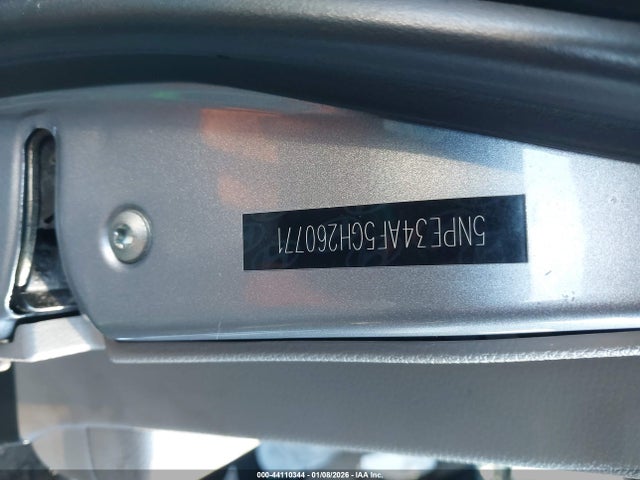 5NPE34AF5GH260771
000-44110344 | 01/08/2026 - IAA Inc.